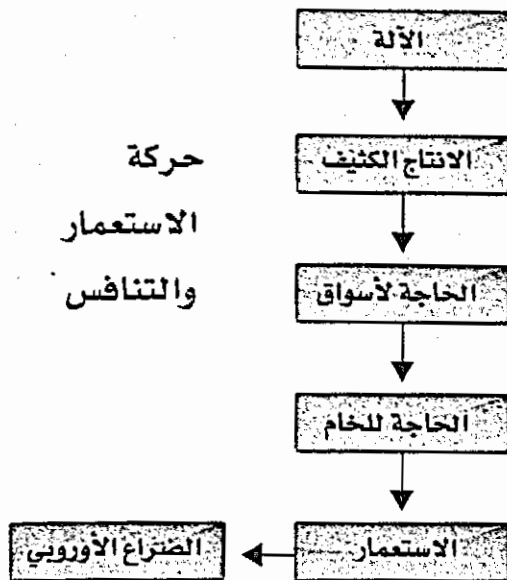 الآلة
الانتاج الكثيف
حركة
الاستعمار
والتنافس
الحاجة لأسواق
الحاجة للخام
الاستعمار
الصراع الأوروبي